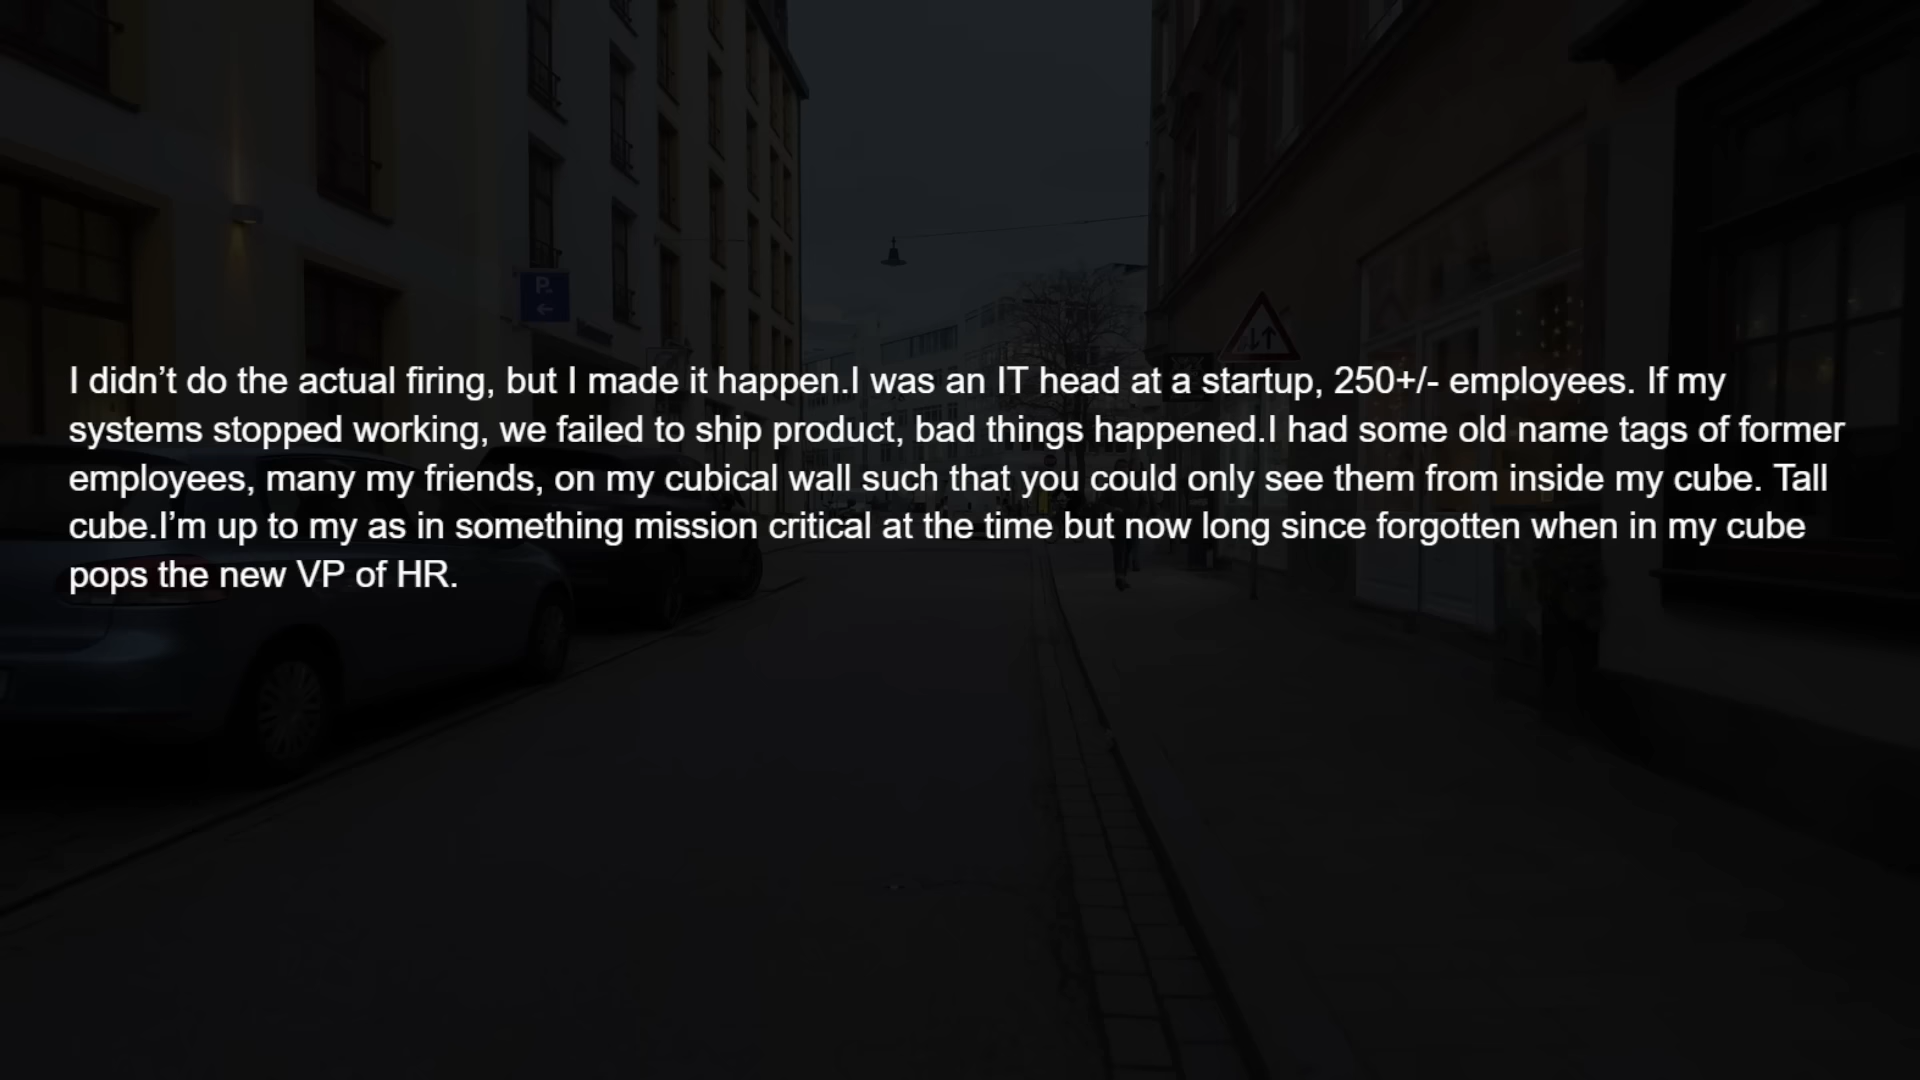 P
I didn’t do the actual firing, but I made it happen.I was an IT head at a startup, 250+/- employees. If my
systems stopped working, we failed to ship product, bad things happened.I had some old name tags of former
employees, many my friends, on my cubical wall such that you could only see them from inside my cube. Tall
cube.I’m up to my as in something mission critical at the time but now long since forgotten when in my cube
pops the new VP of HR.